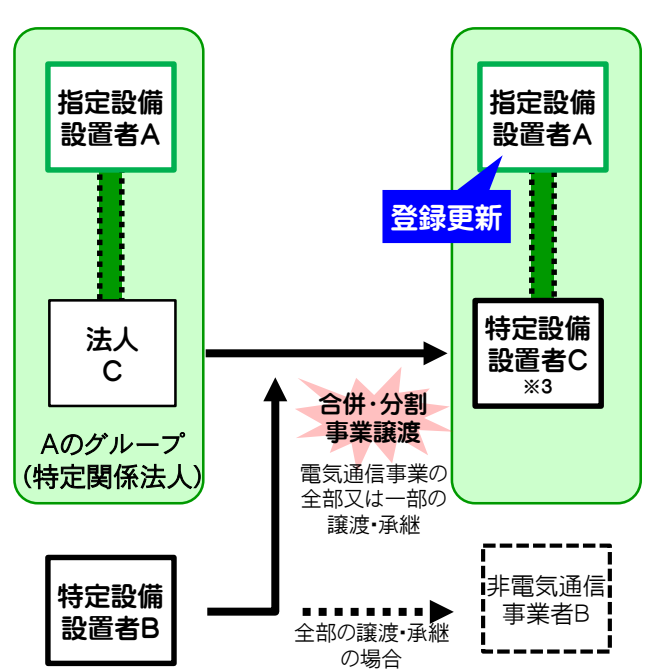 指定設備
設置者A
指定設備
設置者A
登録更新
法人
C
特定設備
設置者C
※3
合併・分割
事業譲渡
Aのグループ
(特定関係法人)
電気通信事業の
全部又は一部の
譲渡・承継
特定設備
設置者B
非電気通信
事業者B
全部の譲渡・承継
の場合